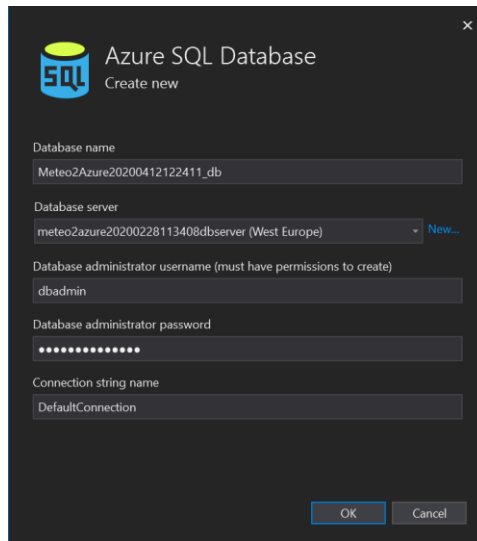 ×
SQL
Azure SQL Database
Create new
Database name
Meteo2Azure20200412122411_db
Database server
meteo2azure20200228113408dbserver (West Europe)
New...
Database administrator username (must have permissions to create)
dbadmin
Database administrator password
●●●●●●●●●●●●●●
Connection string name
DefaultConnection
OK
Cancel